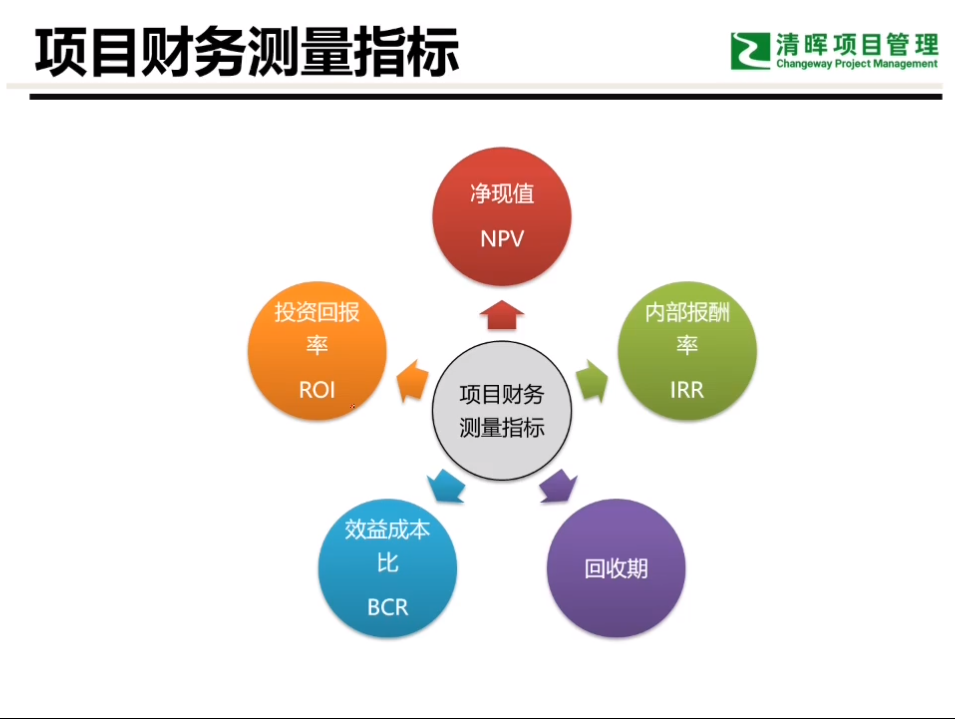 项目财务测量指标
清晖项目管理
Changeway Project Management
净现值
NPV
投资回报
率
ROI
内部报酬
率
IRR
项目财务
测量指标
效益成本
比
BCR
回收期